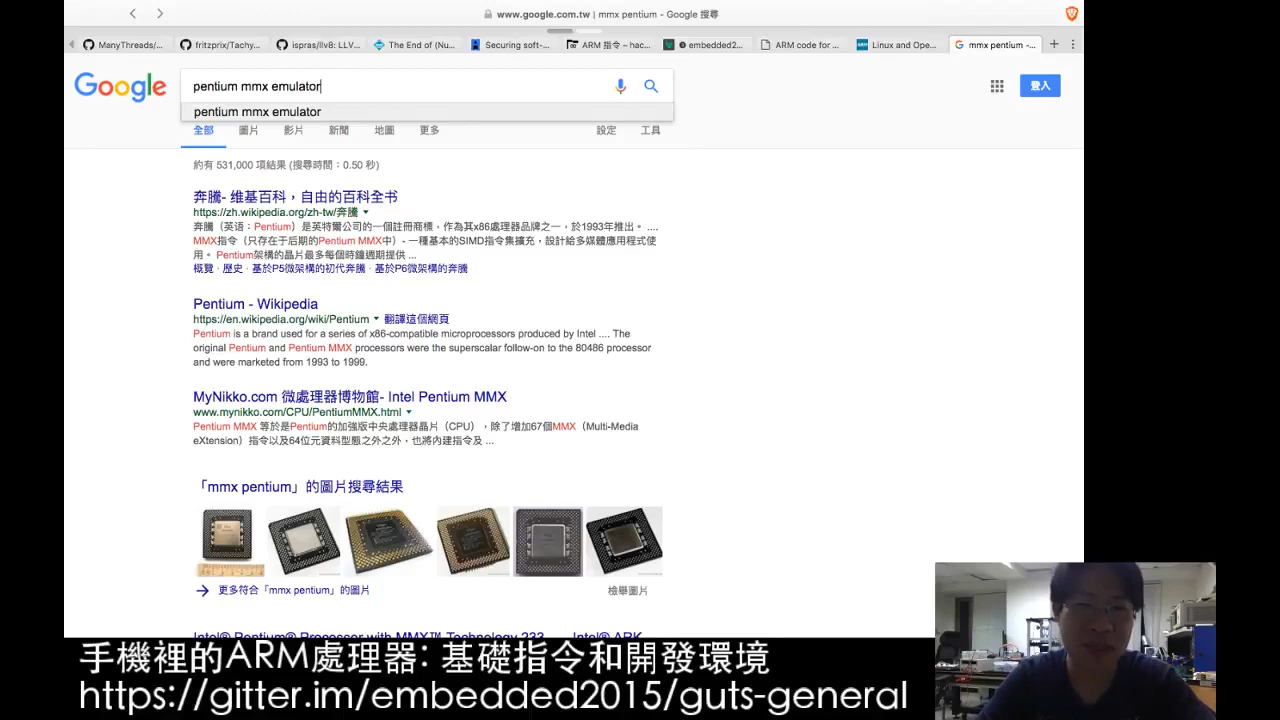 www.google.com.tw | mmx pentium - Google 搜尋
ManyThreads/...
fritzprix/Tachy...
ispras/llv8: LLV...
The End of (Nu...
Securing soft-...
ARM 指令 – hac...
embedded2...
ARM code for ...
Linux and Ope...
mmx pentium -...
Google
pentium mmx emulator
登入
pentium mmx emulator
全部 圖片 影片 新聞 地圖 更多 設定 工具
約有 531,000 項結果 (搜尋時間：0.50 秒)
奔騰- 维基百科，自由的百科全书
https://zh.wikipedia.org/zh-tw/奔騰
奔騰（英语：Pentium）是英特爾公司的一個註冊商標，作為其x86處理器品牌之一，於1993年推出。 ....
MMX指令（只存在于后期的Pentium MMX中）- 一種基本的SIMD指令集擴充，設計給多媒體應用程式使
用。 Pentium架構的晶片最多每個時鐘週期提供 ...
概覽 · 歷史 · 基於P5微架構的初代奔騰 · 基於P6微架構的奔騰
Pentium - Wikipedia
https://en.wikipedia.org/wiki/Pentium 翻譯這個網頁
Pentium is a brand used for a series of x86-compatible microprocessors produced by Intel .... The
original Pentium and Pentium MMX processors were the superscalar follow-on to the 80486 processor
and were marketed from 1993 to 1999.
MyNikko.com 微處理器博物館- Intel Pentium MMX
www.mynikko.com/CPU/PentiumMMX.html
Pentium MMX 等於是Pentium的加強版中央處理器晶片（CPU），除了增加67個MMX（Multi-Media
eXtension）指令以及64位元資料型態之外之外，也將內建指令及 ...
「mmx pentium」的圖片搜尋結果
更多符合「mmx pentium」的圖片
檢舉圖片
Intel® Pentium® Processor with MMX™ Technology 233 ... - Intel® ARK
手機裡的ARM處理器: 基礎指令和開發環境
https://gitter.im/embedded2015/guts-general